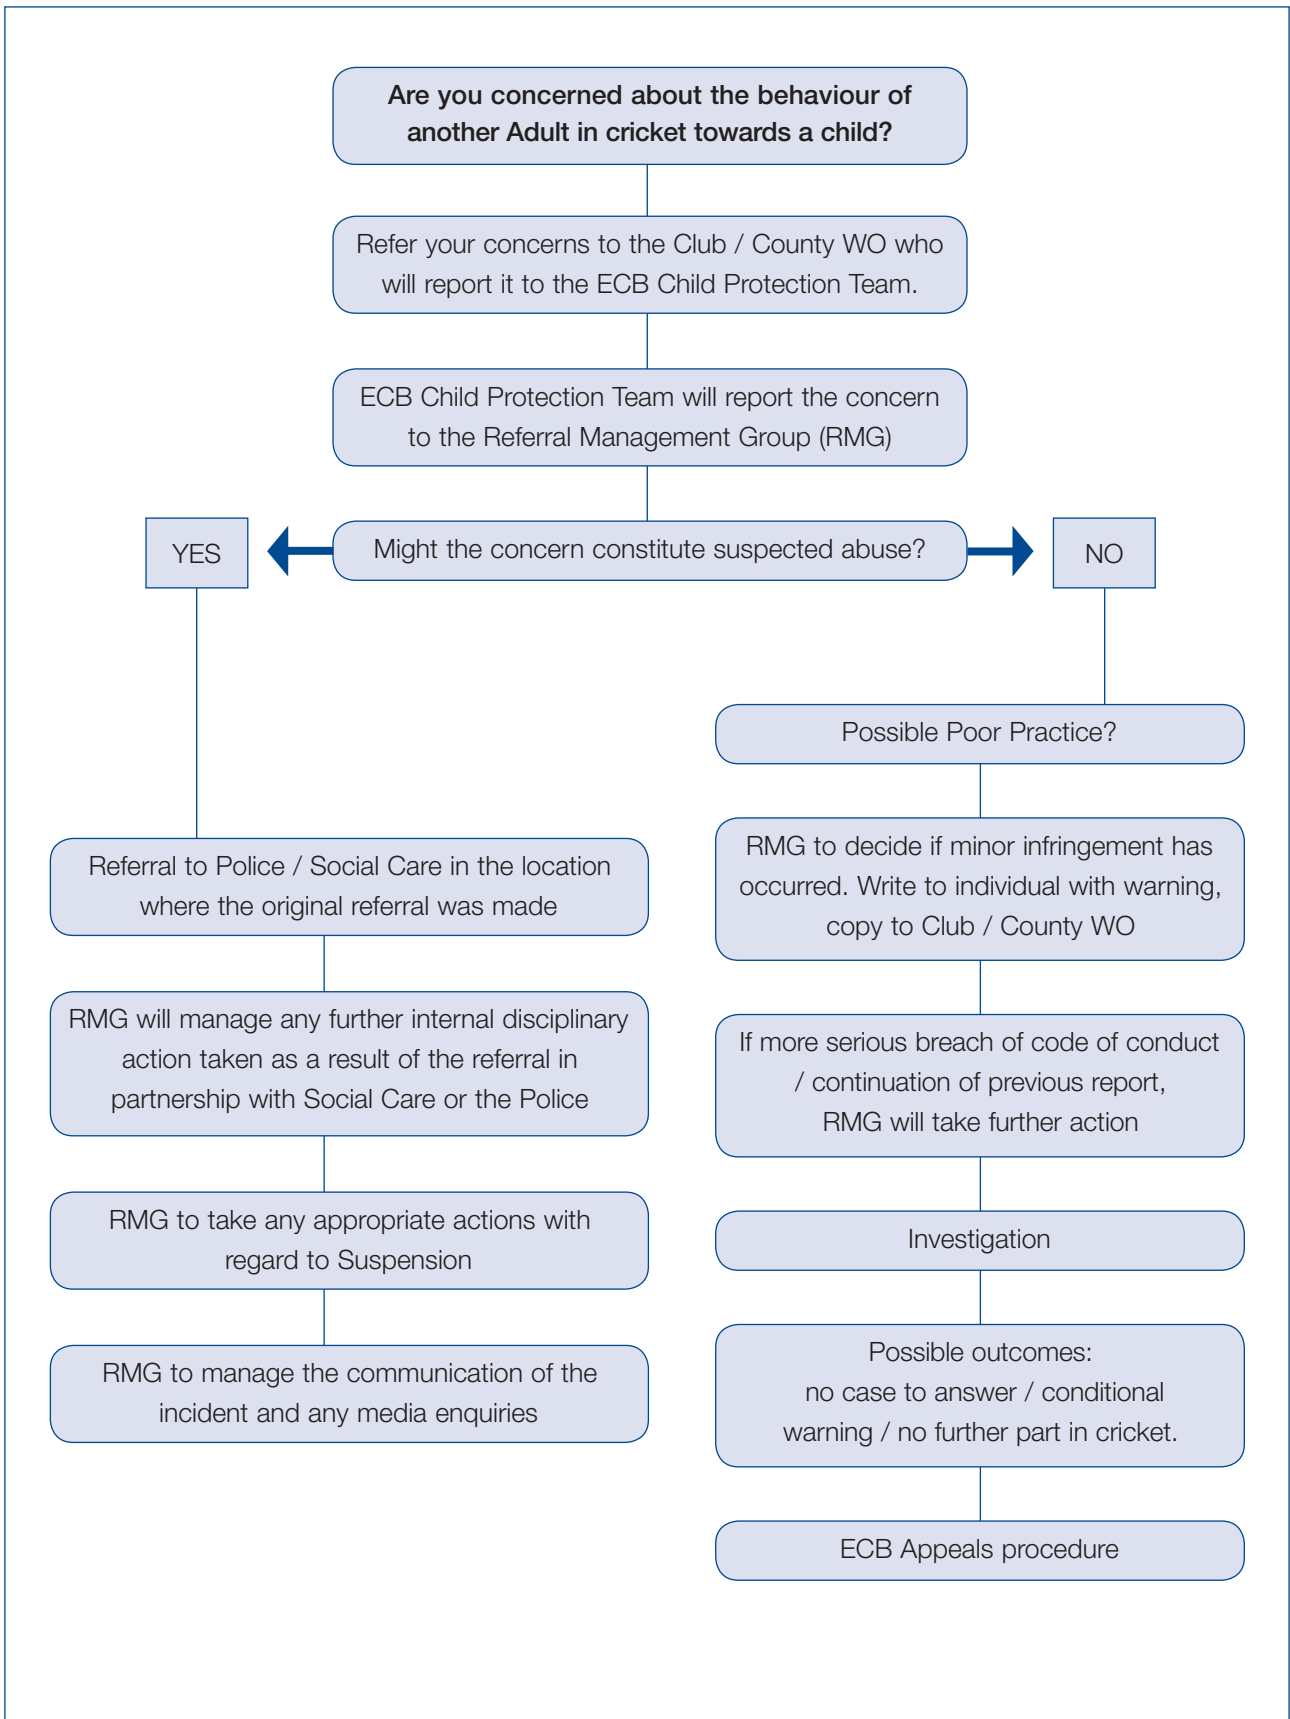 Are you concerned about the behaviour of
another Adult in cricket towards a child?
Refer your concerns to the Club / County WO who
will report it to the ECB Child Protection Team.
ECB Child Protection Team will report the concern
to the Referral Management Group (RMG)
YES
Might the concern constitute suspected abuse?
NO
Referral to Police / Social Care in the location
where the original referral was made
RMG will manage any further internal disciplinary
action taken as a result of the referral in
partnership with Social Care or the Police
RMG to take any appropriate actions with
regard to Suspension
RMG to manage the communication of the
incident and any media enquiries
Possible Poor Practice?
RMG to decide if minor infringement has
occurred. Write to individual with warning,
copy to Club / County WO
If more serious breach of code of conduct
/ continuation of previous report,
RMG will take further action
Investigation
Possible outcomes:
no case to answer / conditional
warning / no further part in cricket.
ECB Appeals procedure